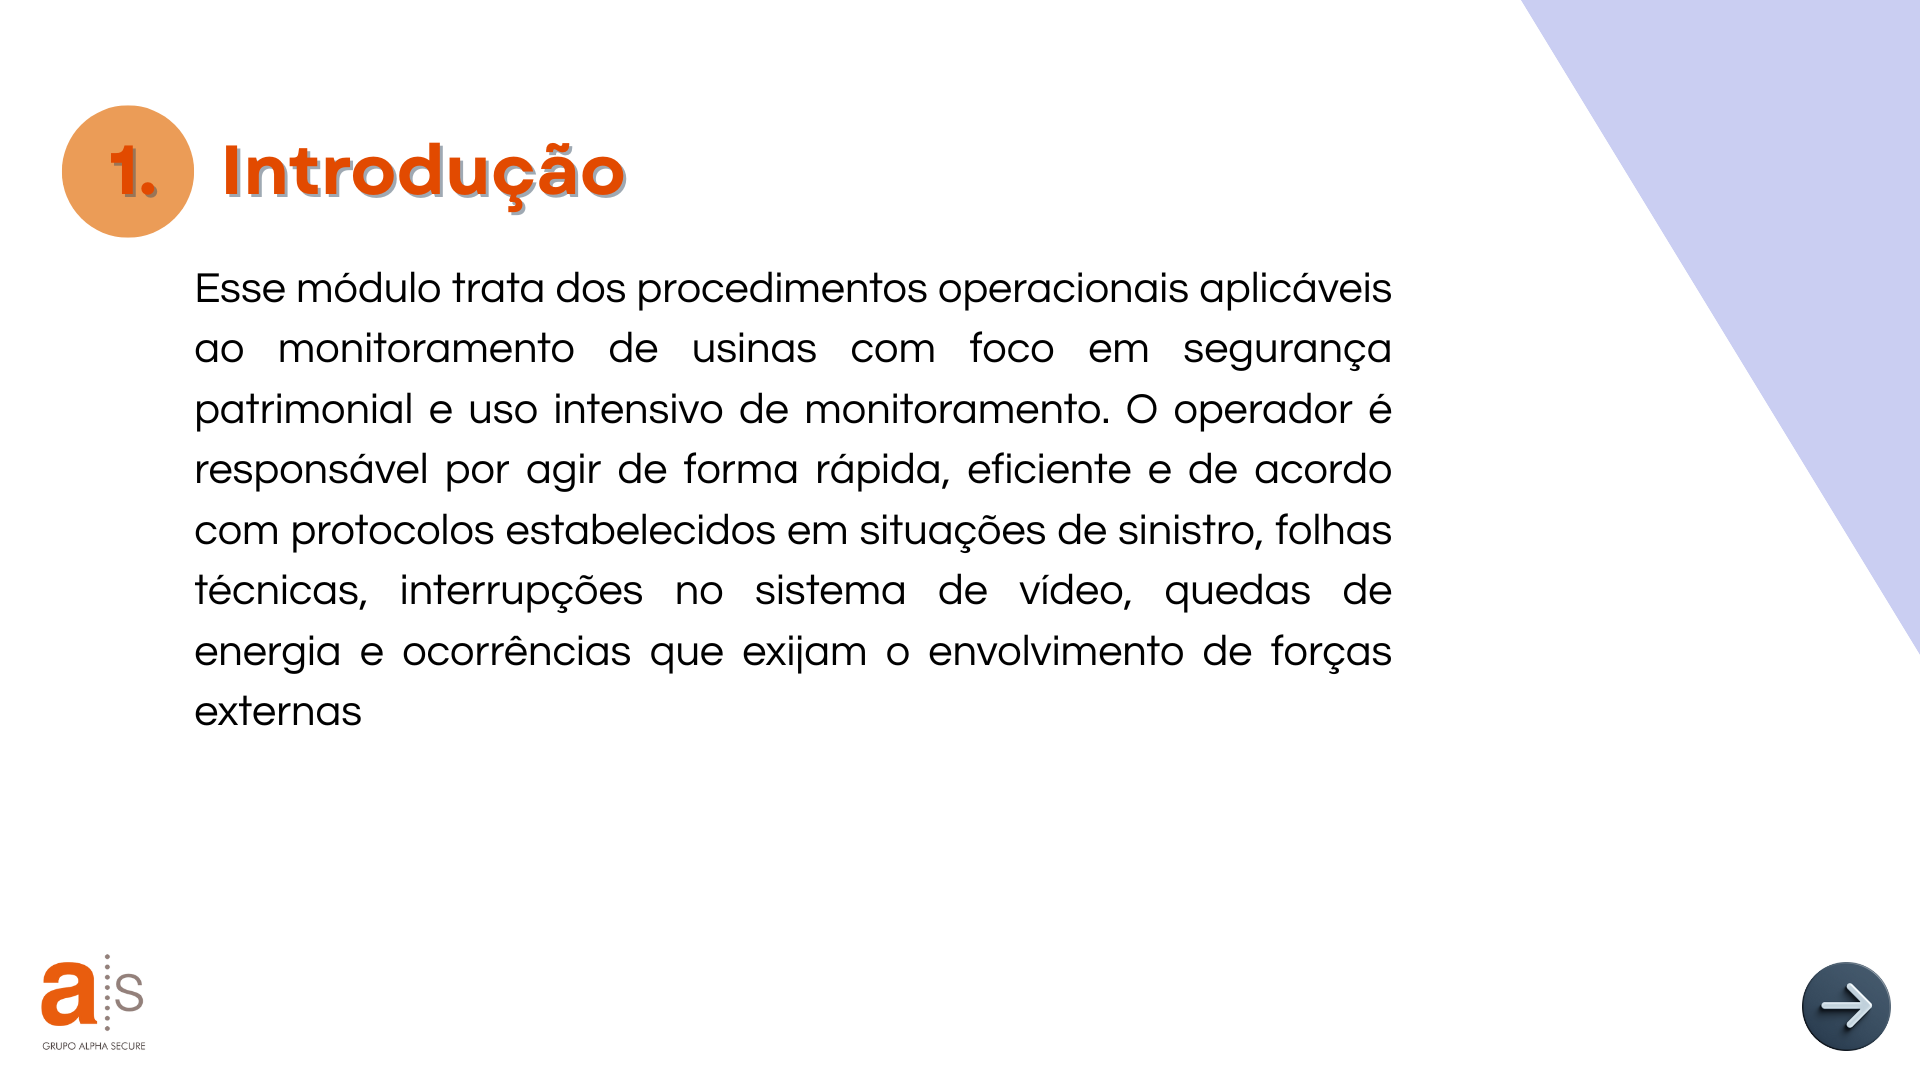 1. Introdução
Esse módulo trata dos procedimentos operacionais aplicáveis
ao monitoramento de usinas com foco em segurança
patrimonial e uso intensivo de monitoramento. O operador é
responsável por agir de forma rápida, eficiente e de acordo
com protocolos estabelecidos em situações de sinistro, folhas
técnicas, interrupções no sistema de vídeo, quedas de
energia e ocorrências que exijam o envolvimento de forças
externas
a s
GRUPO ALPHA SECURE